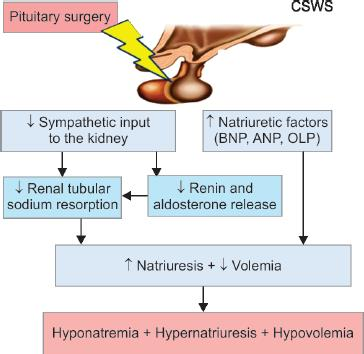 CSWS
Pituitary surgery
↓ Sympathetic input
to the kidney
↑ Natriuretic factors
(BNP, ANP, OLP)
↓ Renal tubular
sodium resorption
↓ Renin and
aldosterone release
↑ Natriuresis + ↓ Volemia
Hyponatremia + Hypernatriuresis + Hypovolemia